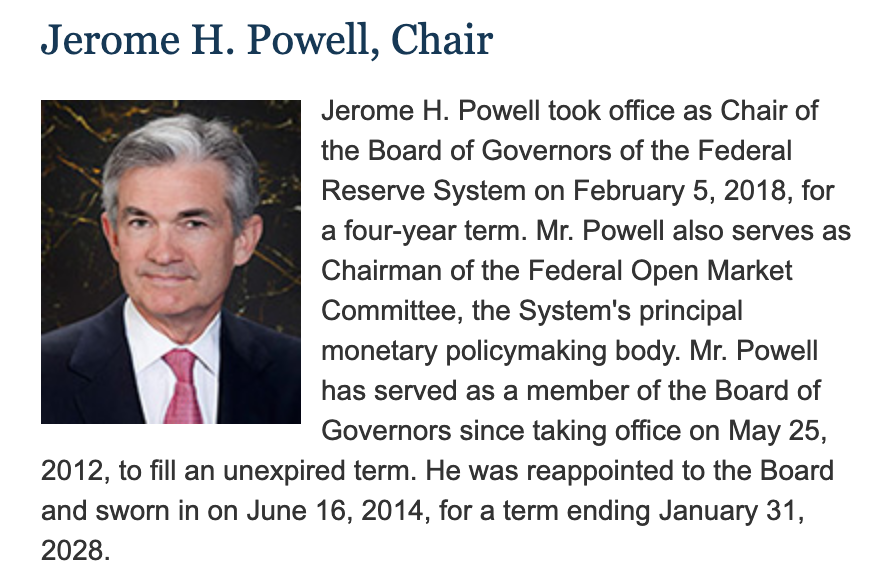 Jerome H. Powell, Chair
Jerome H. Powell took office as Chair of
the Board of Governors of the Federal
Reserve System on February 5, 2018, for
a four-year term. Mr. Powell also serves as
Chairman of the Federal Open Market
Committee, the System's principal
monetary policymaking body. Mr. Powell
has served as a member of the Board of
Governors since taking office on May 25,
2012, to fill an unexpired term. He was reappointed to the Board
and sworn in on June 16, 2014, for a term ending January 31,
2028.